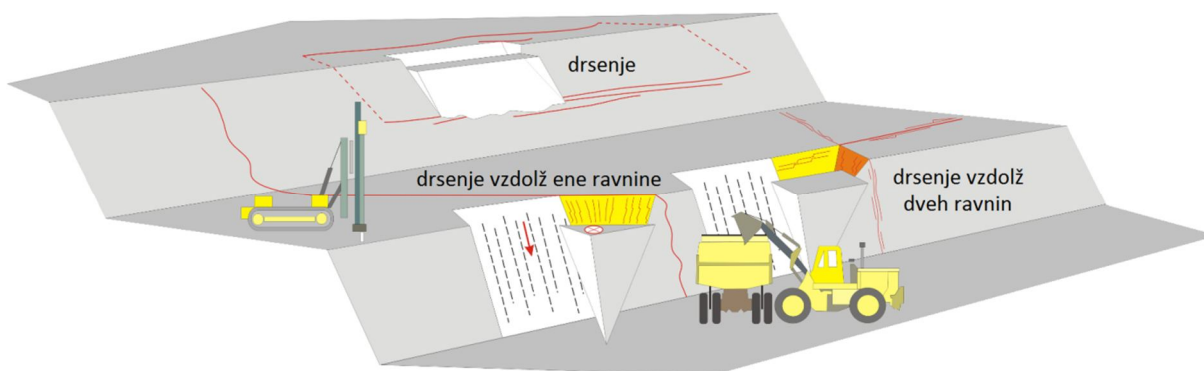 drsenje
drsenje vzdolž ene ravnine
drsenje vzdolž
dveh ravnin